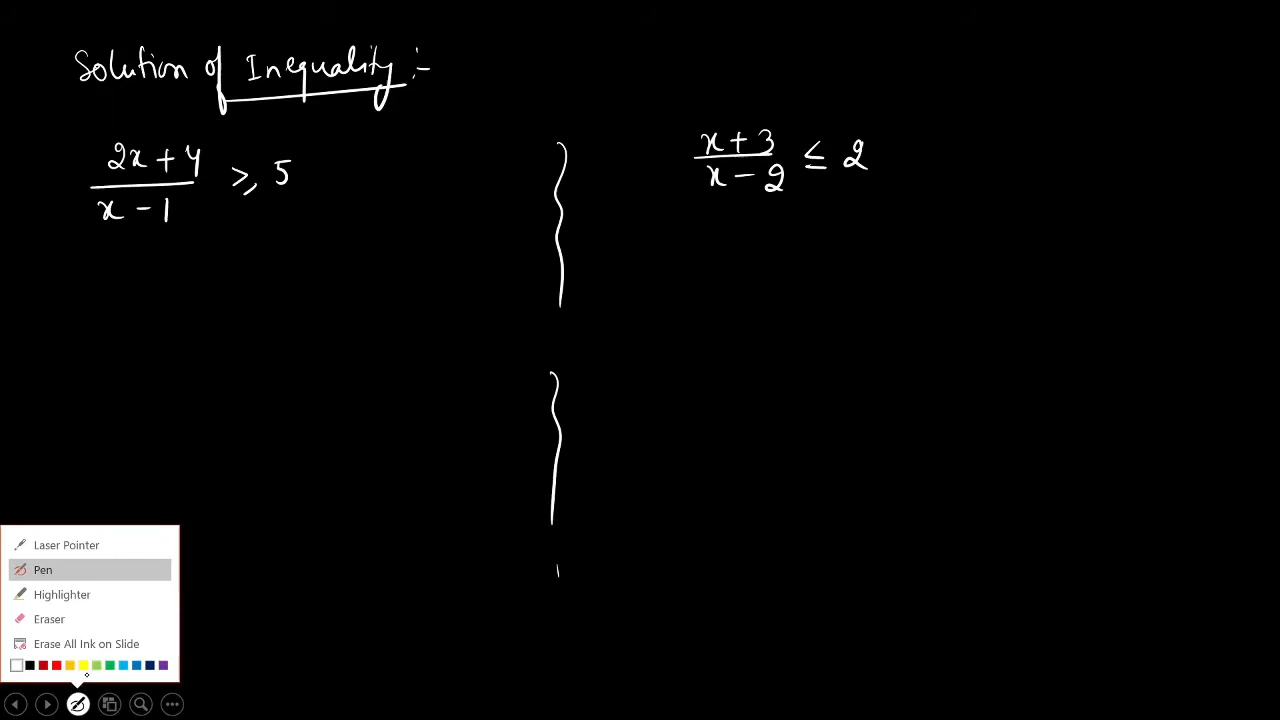 Solution of Inequality :-
2x + 4
x - 1
≥ 5
x + 3
x - 2
≤ 2
Laser Pointer
Pen
Highlighter
Eraser
Erase All Ink on Slide